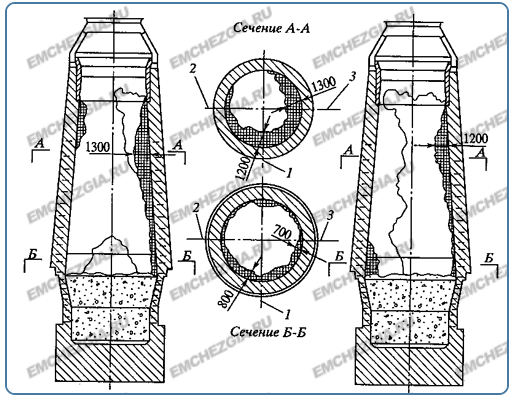 Сечение А-А
1300
2
3
А
А
1300
1200
1
А
1200
А
2
3
700
Б
Б
Б
Б
800
1
Сечение Б-Б
EMCHEZGIA.RU